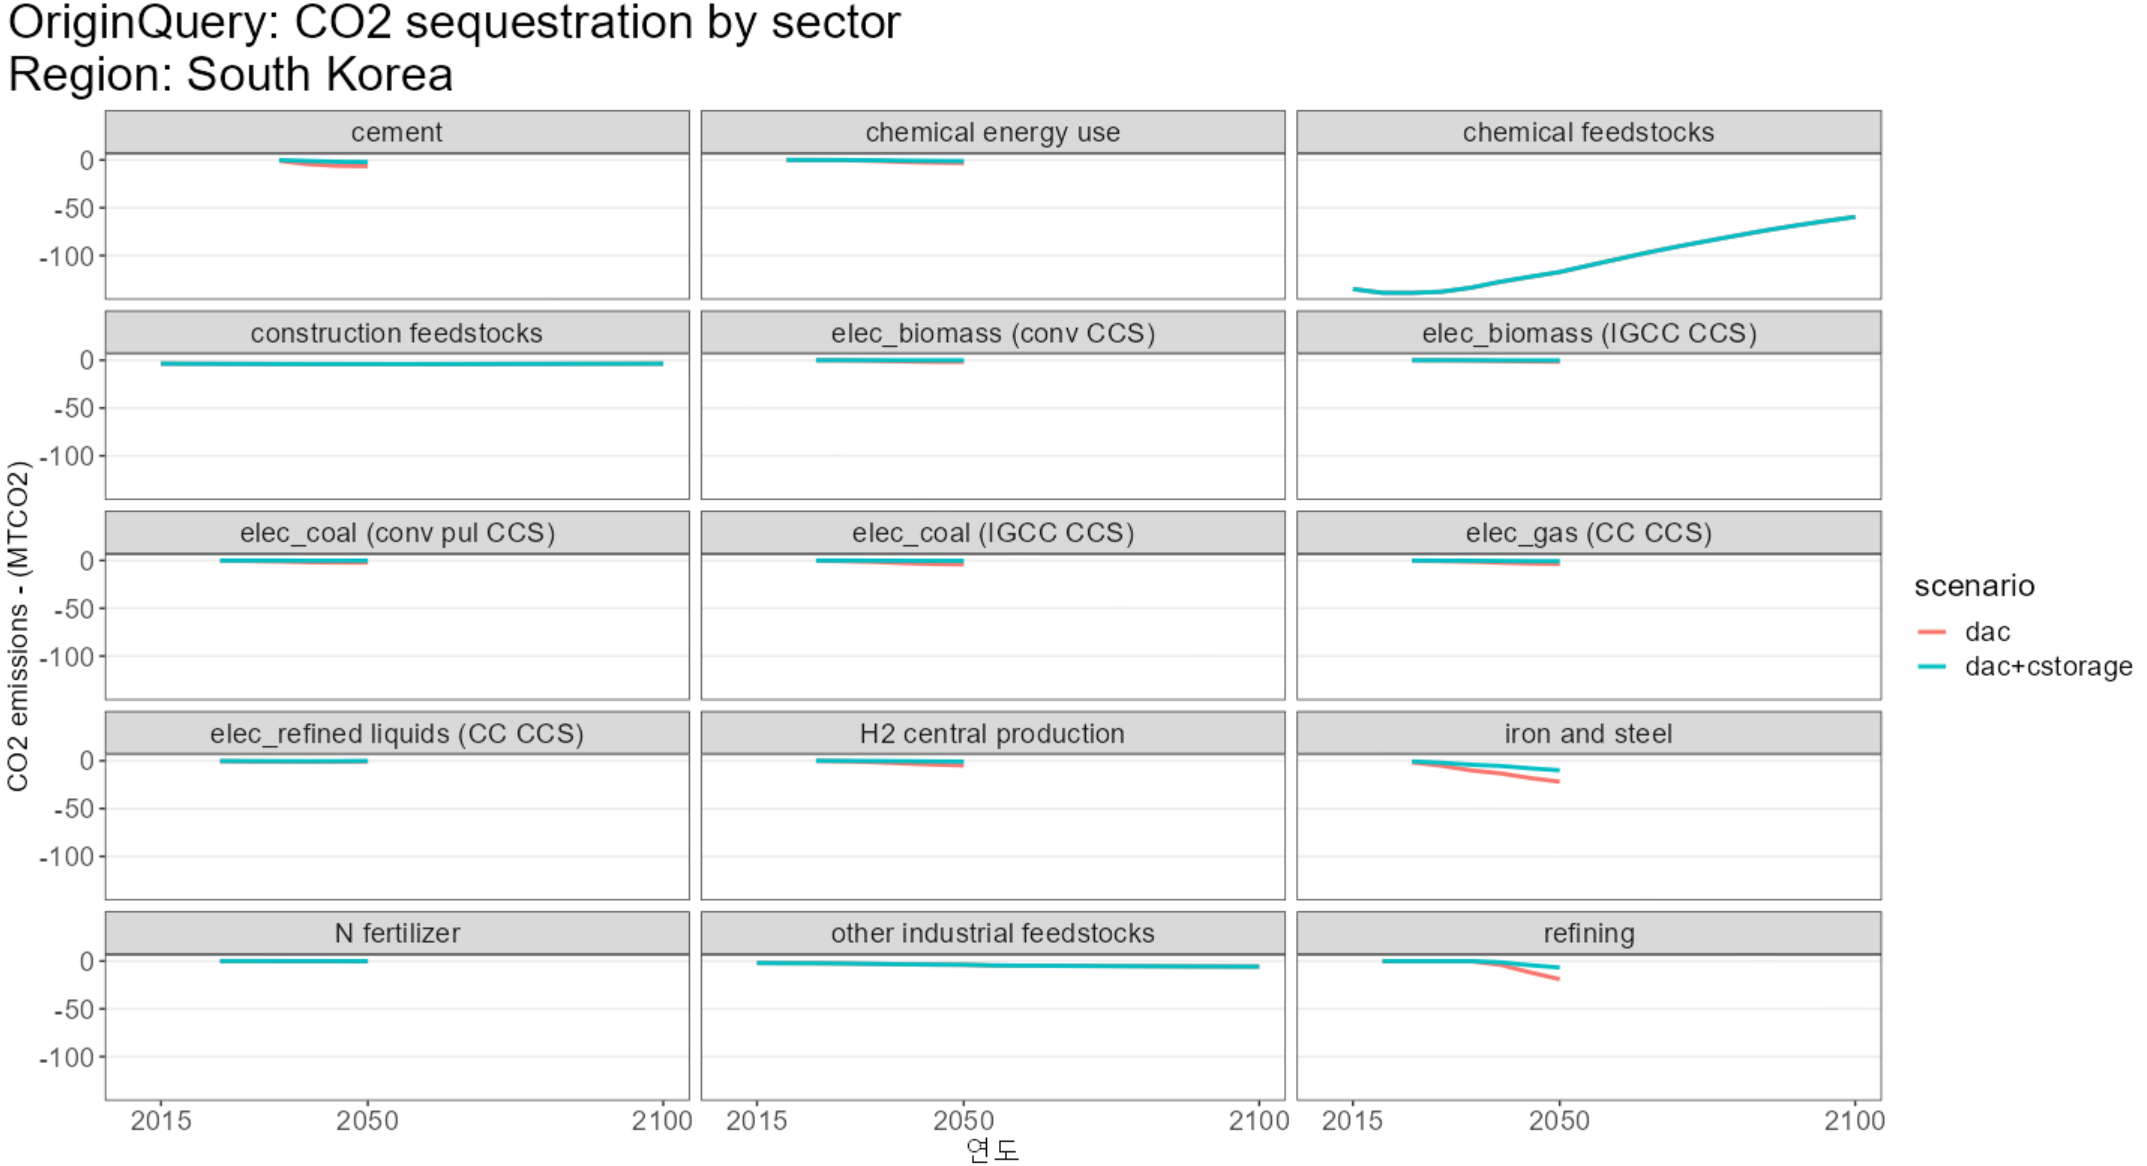 OriginQuery: CO2 sequestration by sector
Region: South Korea
cement
chemical energy use
chemical feedstocks
0
-50
-100
construction feedstocks
elec_biomass (conv CCS)
elec_biomass (IGCC CCS)
0
-50
-100
elec_coal (conv pul CCS)
elec_coal (IGCC CCS)
elec_gas (CC CCS)
0
-50
-100
elec_refined liquids (CC CCS)
H2 central production
iron and steel
0
-50
-100
N fertilizer
other industrial feedstocks
refining
0
-50
-100
2015 2050 2100
2015 2050 2100
2015 2050 2100
연도
CO2 emissions - (MTCO2)
scenario
dac
dac+cstorage